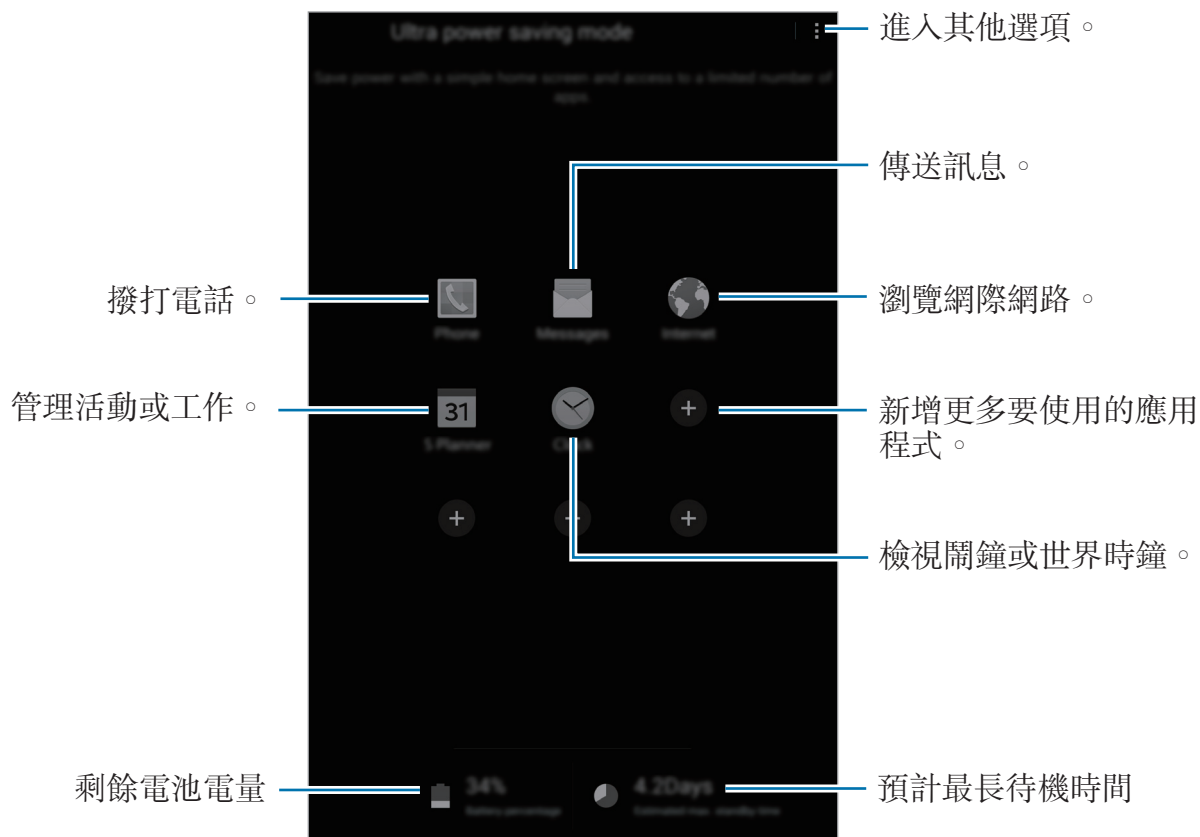 Ultra power saving mode
進入其他選項。
Save power with a simple home screen and access to a limited number of
apps.
傳送訊息。
撥打電話。
瀏覽網際網路。
Phone
Messages
Internet
管理活動或工作。
31
新增更多要使用的應用
程式。
S Planner
Clock
檢視鬧鐘或世界時鐘。
剩餘電池電量
34%
Battery percentage
4.2Days
Estimated max. standby time
預計最長待機時間